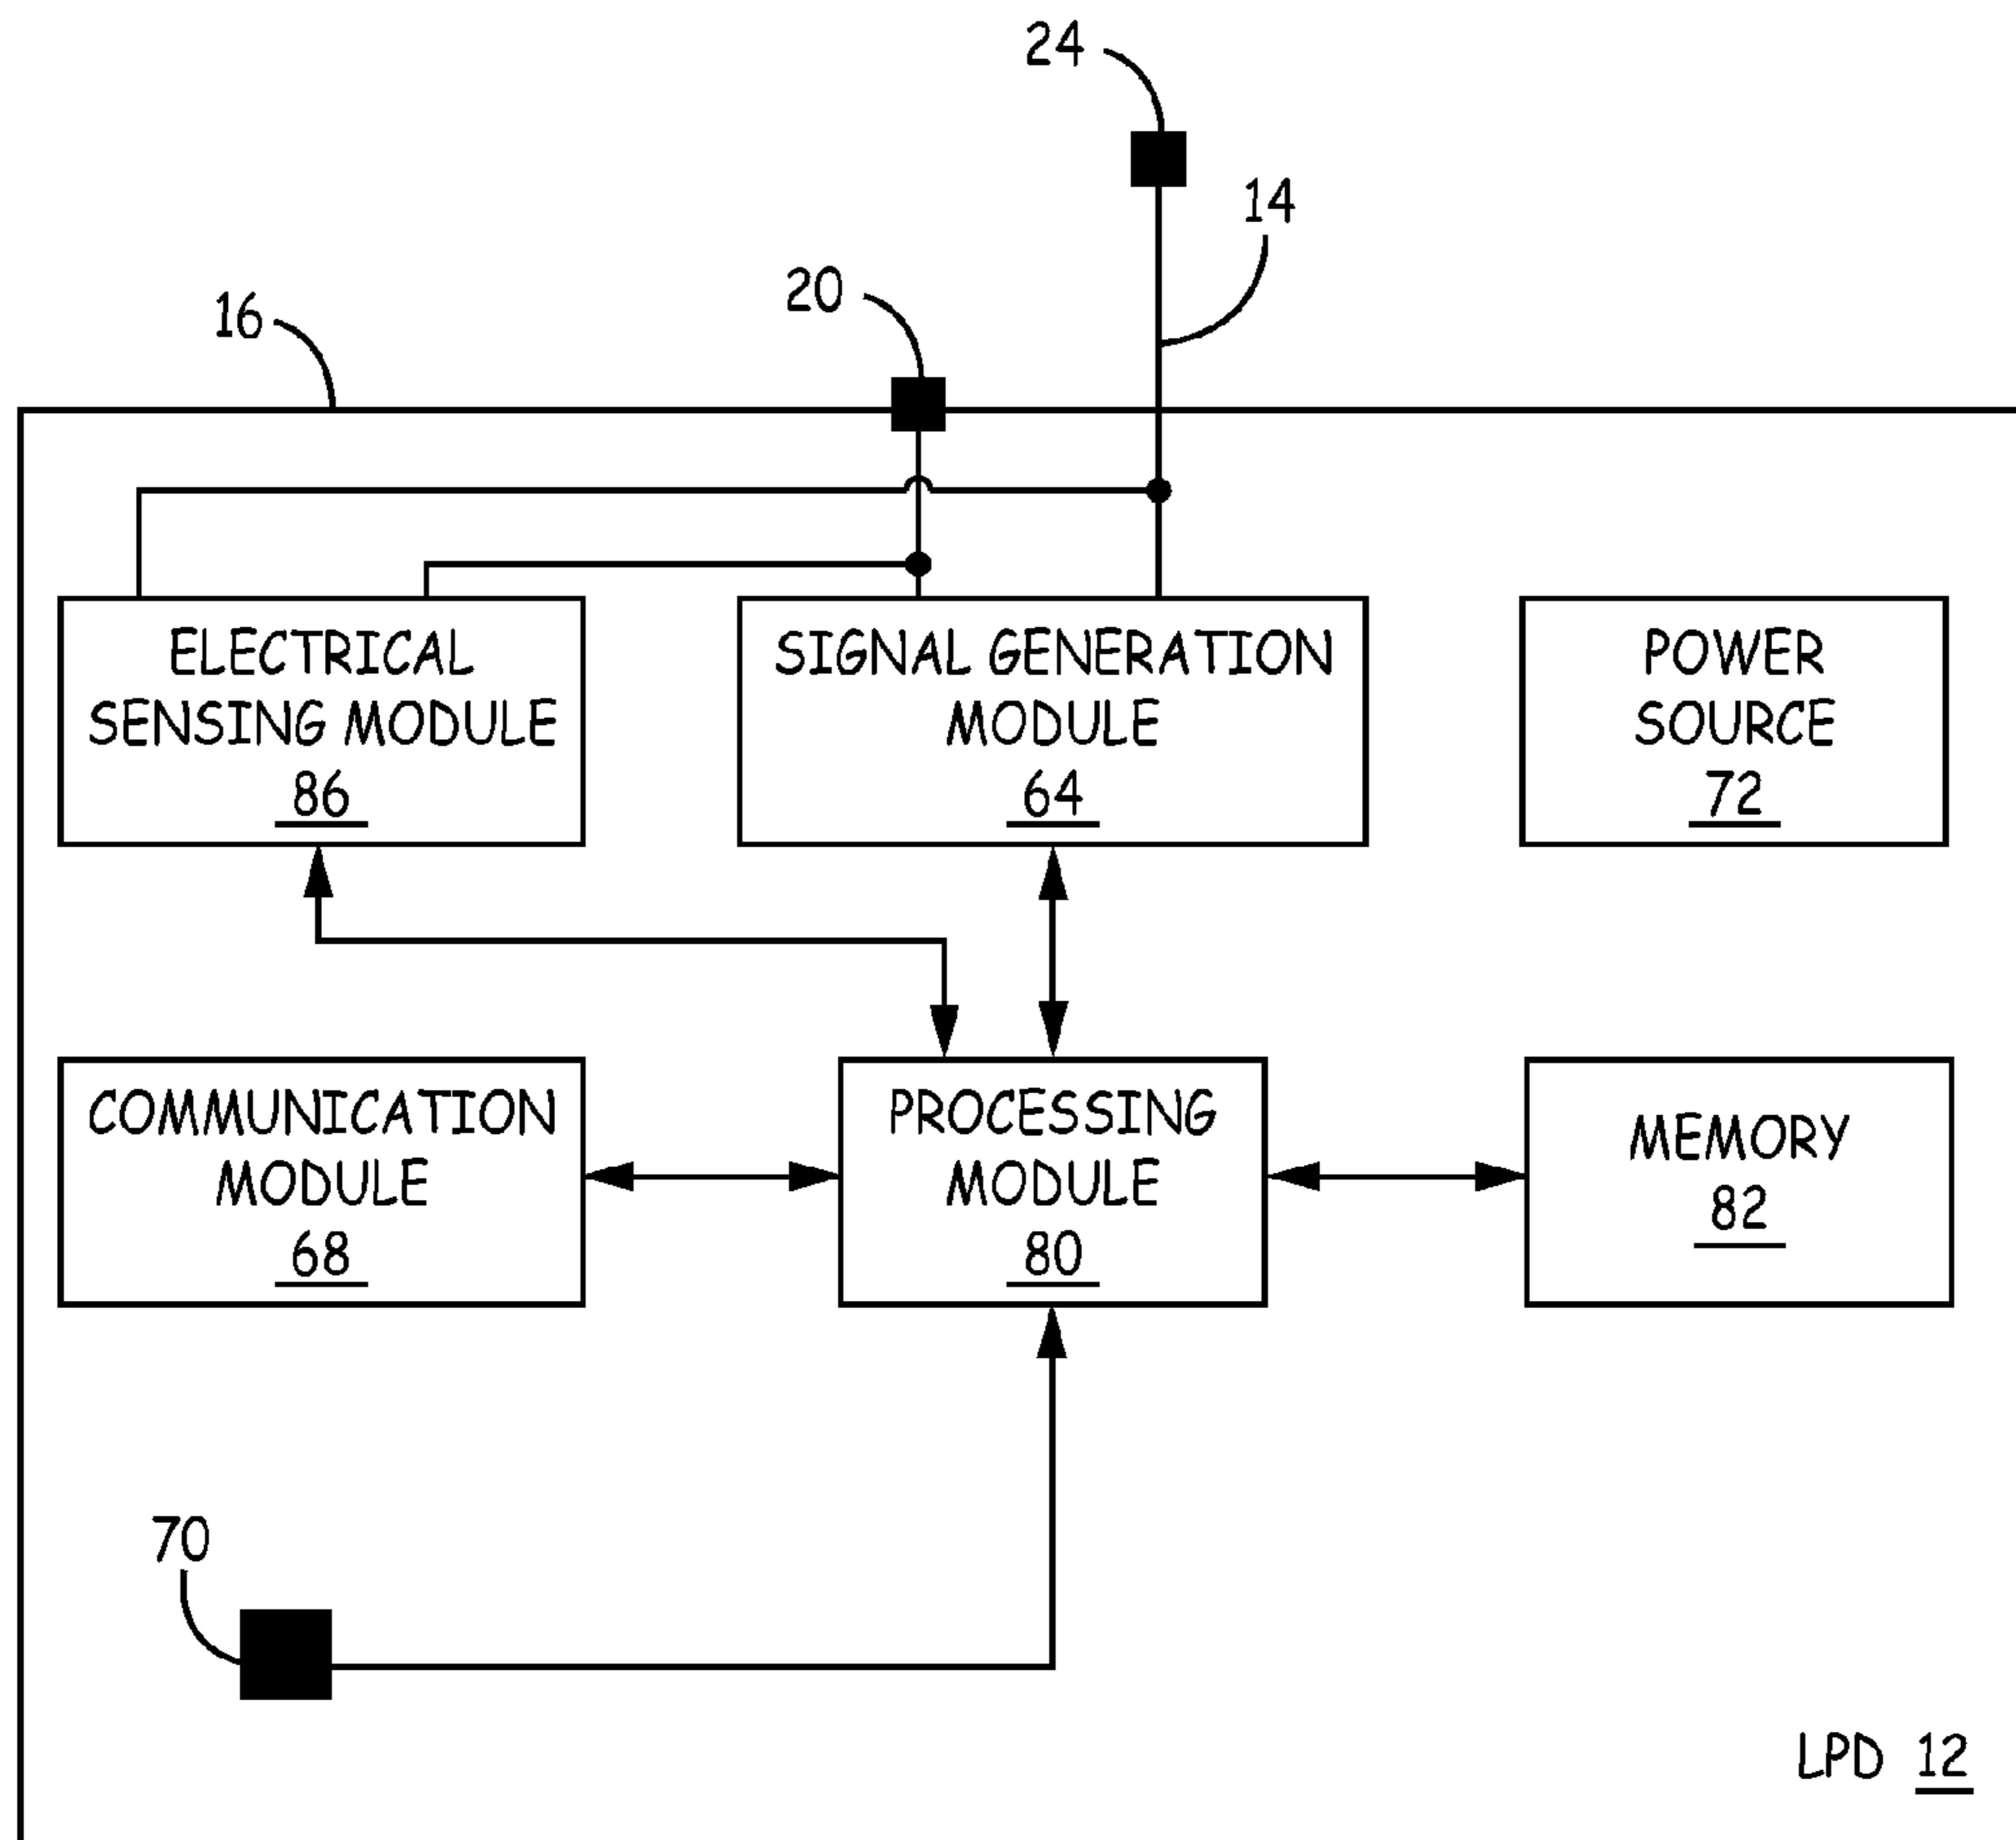 24
14
20
16
ELECTRICAL
SENSING MODULE
86
SIGNAL GENERATION
MODULE
64
POWER
SOURCE
72
COMMUNICATION
MODULE
68
PROCESSING
MODULE
80
MEMORY
82
70
LPD 12